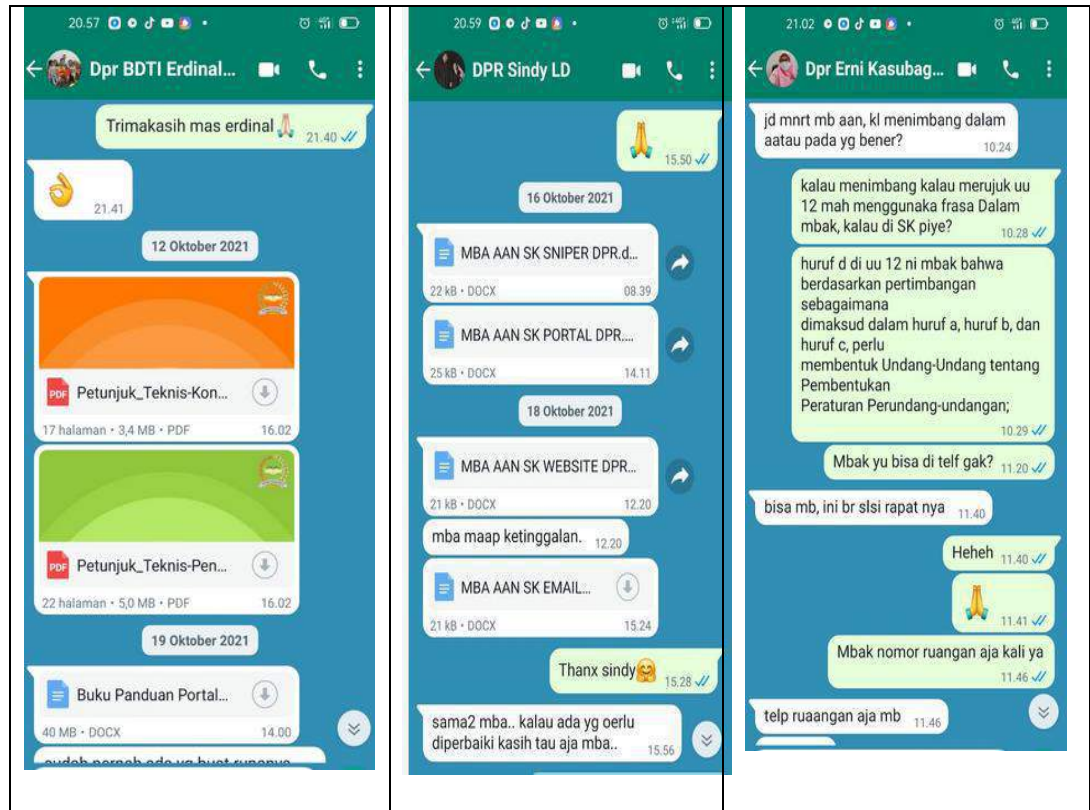 20.57
Dpr BDTI Erdinal...
Trimakasih mas erdinal
21.40
21.41
12 Oktober 2021
PDF Petunjuk_Teknis-Kon...
17 halaman • 3,4 MB • PDF 16.02
PDF Petunjuk_Teknis-Pen...
22 halaman • 5,0 MB • PDF 16.02
19 Oktober 2021
Buku Panduan Portal...
40 MB • DOCX 14.00
20.59
DPR Sindy LD
15.50
16 Oktober 2021
MBA AAN SK SNIPER DPR.d...
22 kB • DOCX 08.39
MBA AAN SK PORTAL DPR....
25 kB • DOCX 14.11
18 Oktober 2021
MBA AAN SK WEBSITE DPR...
21 kB • DOCX 12.20
mba maap ketinggalan. 12.20
MBA AAN SK EMAIL...
21 kB • DOCX 15.24
Thanx sindy 15.28
sama2 mba.. kalau ada yg oerlu
diperbaiki kasih tau aja mba.. 15.56
21.02
Dpr Erni Kasubag...
jd mnrt mb aan, kl menimbang dalam
aatau pada yg bener? 10.24
kalau menimbang kalau merujuk uu
12 mah menggunaka frasa Dalam
mbak, kalau di SK piye? 10.28
huruf d di uu 12 ni mbak bahwa
berdasarkan pertimbangan
sebagaimana
dimaksud dalam huruf a, huruf b, dan
huruf c, perlu
membentuk Undang-Undang tentang
Pembentukan
Peraturan Perundang-undangan;
10.29
Mbak yu bisa di telf gak? 11.20
bisa mb, ini br slsi rapat nya 11.40
Heheh 11.40
11.41
Mbak nomor ruangan aja kali ya
11.46
telp ruaangan aja mb 11.46